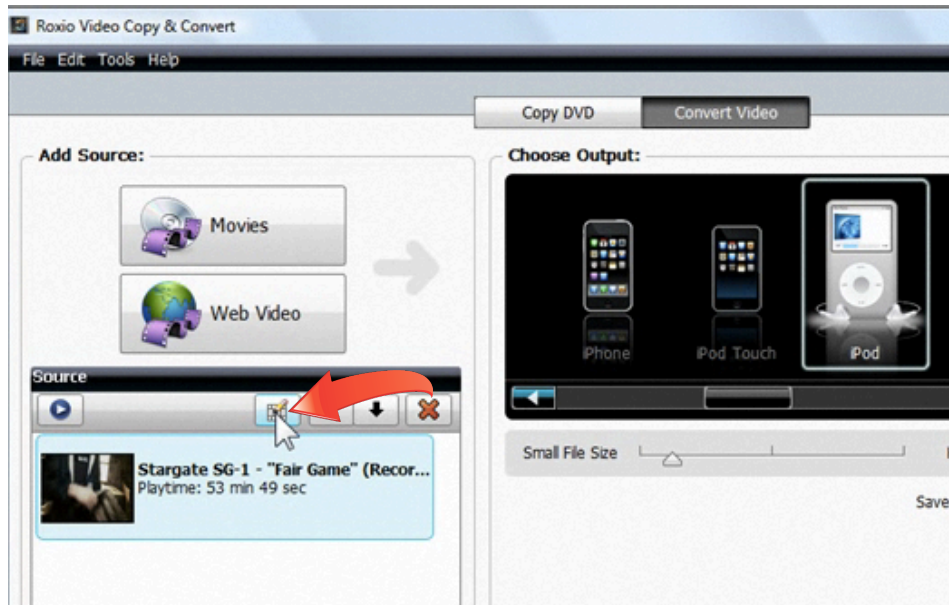 Roxio Video Copy & Convert
File Edit Tools Help
Copy DVD
Convert Video
Add Source:
Choose Output:
Movies
Web Video
iPhone
iPod Touch
iPod
Source
Stargate SG-1 - "Fair Game" (Recor...
Playtime: 53 min 49 sec
Small File Size
Save